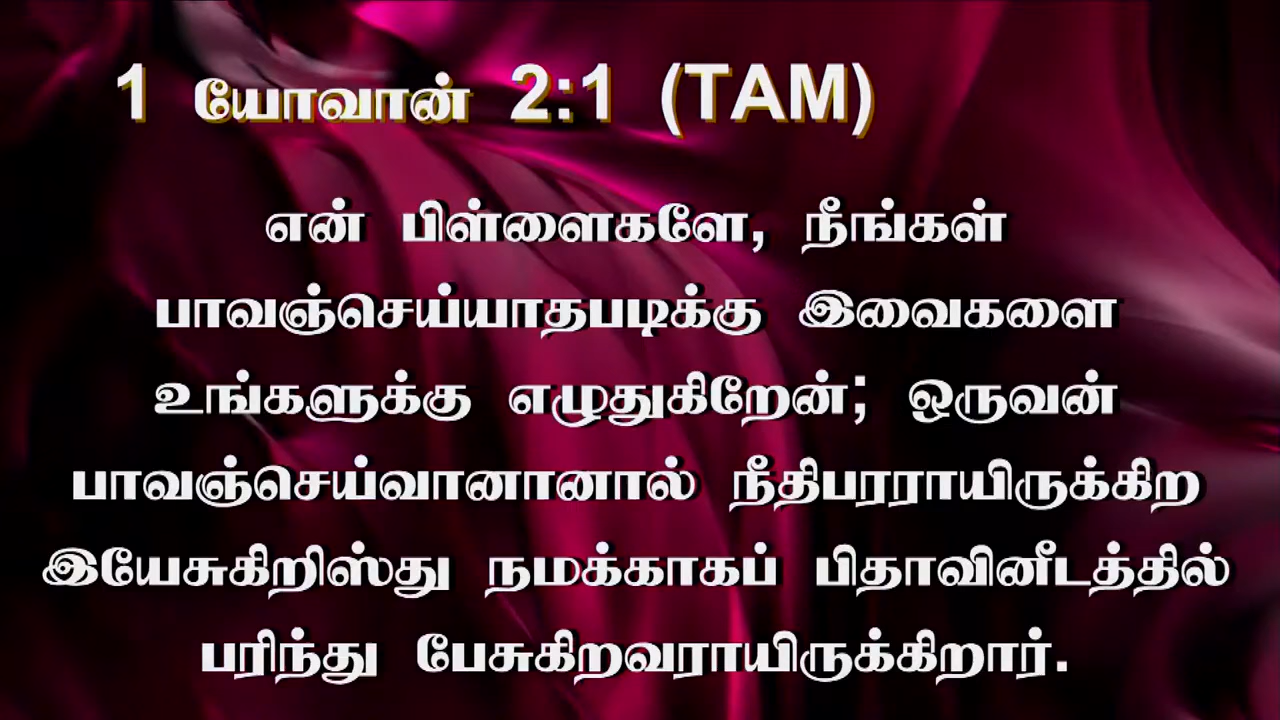 1 யோவான் 2:1 (TAM)
என் பிள்ளைகளே, நீங்கள்
பாவஞ்செய்யாதபடிக்கு இவைகளை
உங்களுக்கு எழுதுகிறேன்; ஒருவன்
பாவஞ்செய்வானானால் நீதிபரராயிருக்கிற
இயேசுகிறிஸ்து நமக்காகப் பிதாவினீடத்தில்
பரிந்து பேசுகிறவராயிருக்கிறார்.